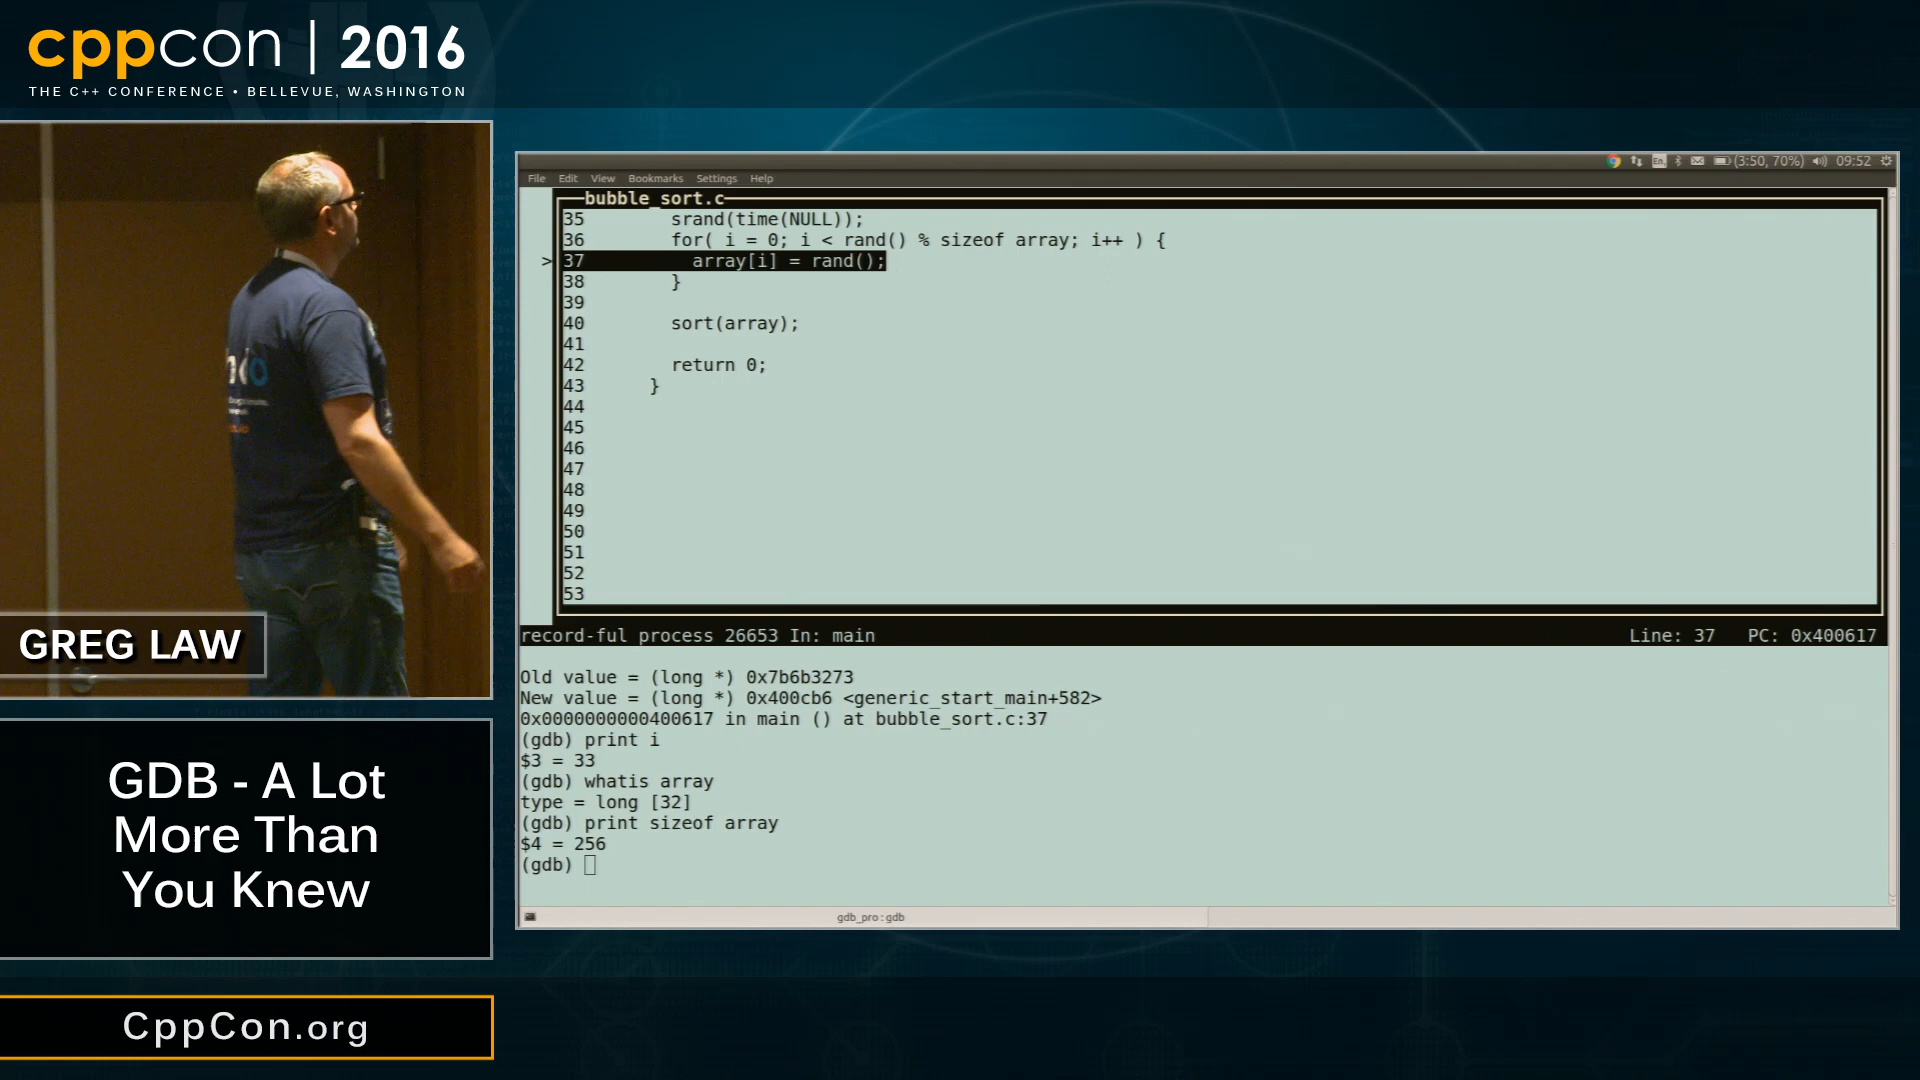 cppcon | 2016
THE C++ CONFERENCE • BELLEVUE, WASHINGTON
GREG LAW
GDB - A Lot
More Than
You Knew
CppCon.org
(3:50, 70%) 09:52
File Edit View Bookmarks Settings Help
bubble_sort.c
35 srand(time(NULL));
36 for( i = 0; i < rand() % sizeof array; i++ ) {
> 37 array[i] = rand();
38 }
39
40 sort(array);
41
42 return 0;
43 }
44
45
46
47
48
49
50
51
52
53
record-ful process 26653 In: main Line: 37 PC: 0x400617
Old value = (long *) 0x7b6b3273
New value = (long *) 0x400cb6 <generic_start_main+582>
0x0000000000400617 in main () at bubble_sort.c:37
(gdb) print i
$3 = 33
(gdb) whatis array
type = long [32]
(gdb) print sizeof array
$4 = 256
(gdb)
gdb_pro : gdb